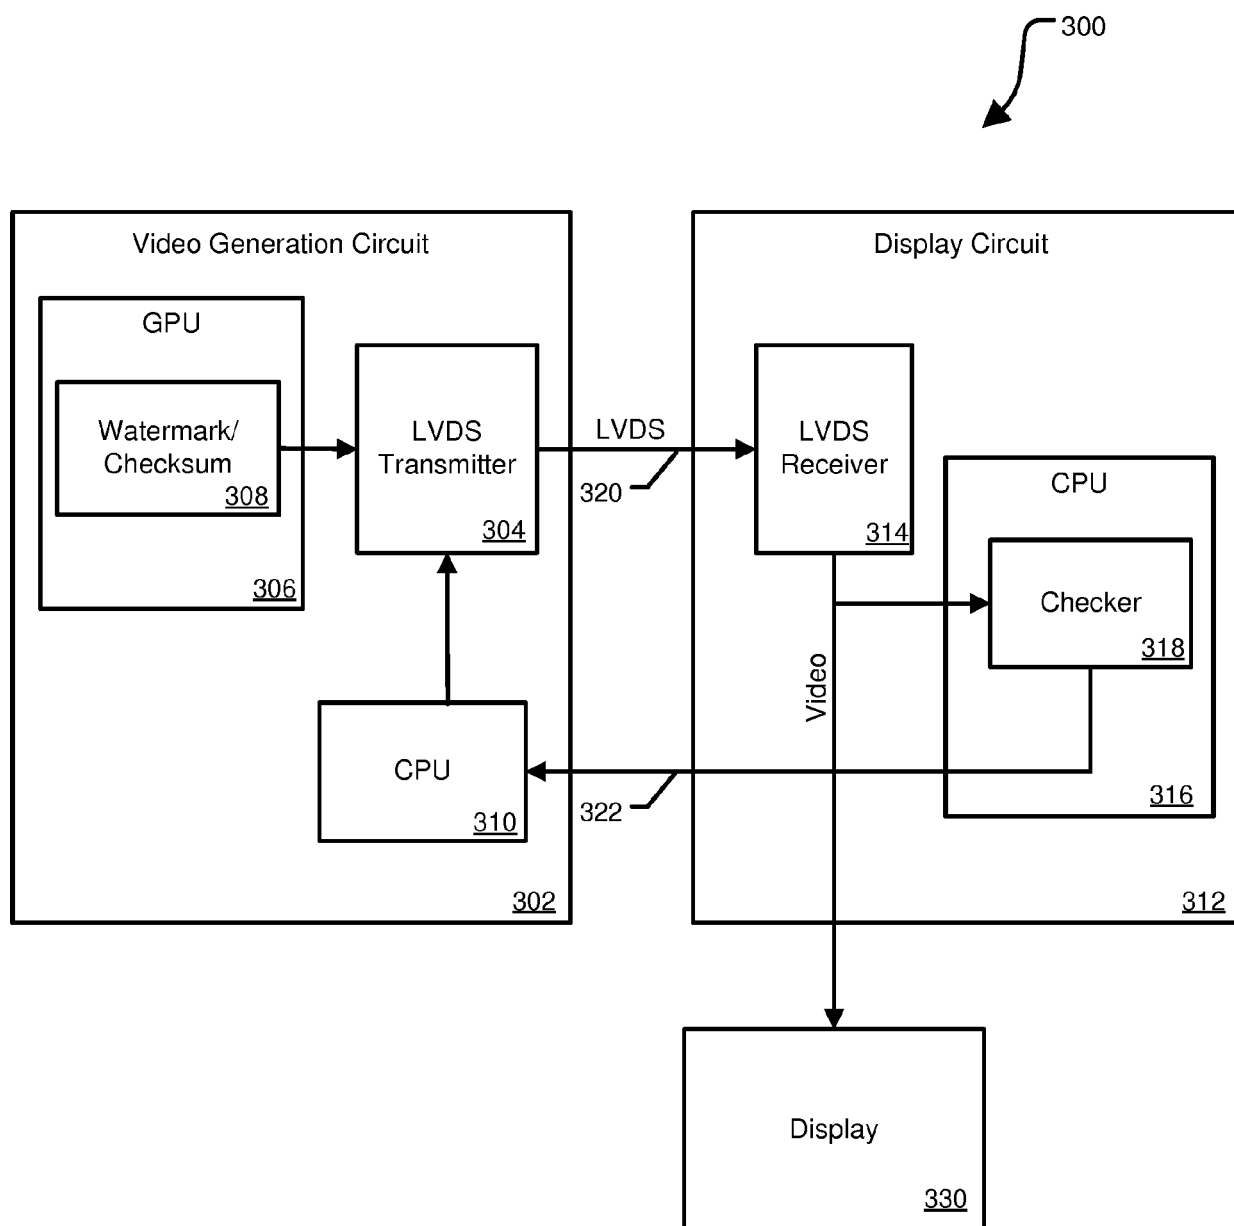 300
Video Generation Circuit
GPU
Watermark/
Checksum
308
306
LVDS
Transmitter
304
CPU
310
302
LVDS
320
322
Display Circuit
LVDS
Receiver
314
CPU
Checker
318
316
Video
312
Display
330